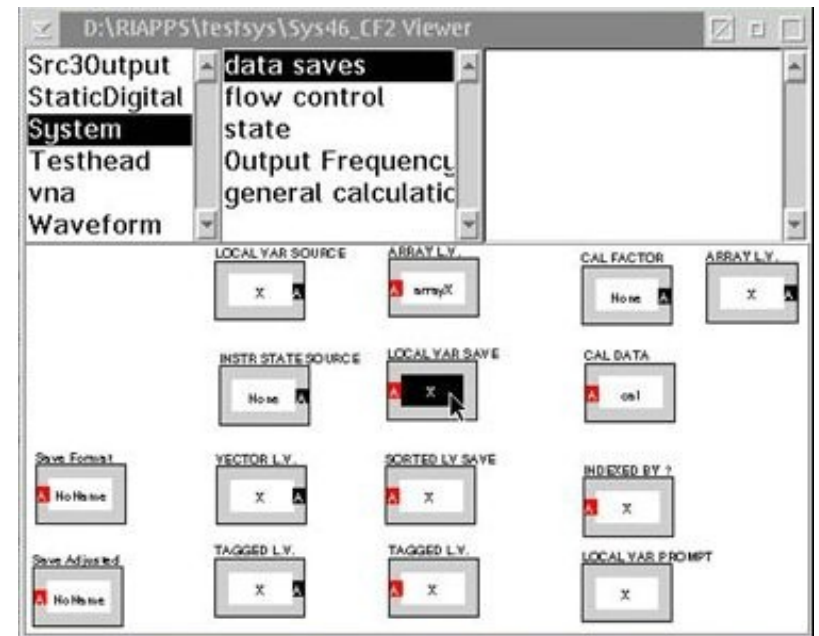 D:\RIAPPS\testsys\Sys46_CF2 Viewer
Src3Output
StaticDigital
System
Testhead
vna
Waveform
data saves
flow control
state
Output Frequency
general calculatic
LOCAL VAR SOURCE
X
A
ARRAY L.V.
A
arrayX
CAL FACTOR
None
A
ARRAY L.V.
X
A
INSTR STATE SOURCE
None
A
LOCAL VAR SAVE
A
X
CAL DATA
A
cal
Save Format
A
NoName
VECTOR L.V.
X
A
SORTED LV SAVE
A
X
INDEXED BY ?
A
X
Save Adjusted
A
NoName
TAGGED L.V.
X
A
TAGGED L.V.
A
X
LOCAL VAR PROMPT
X